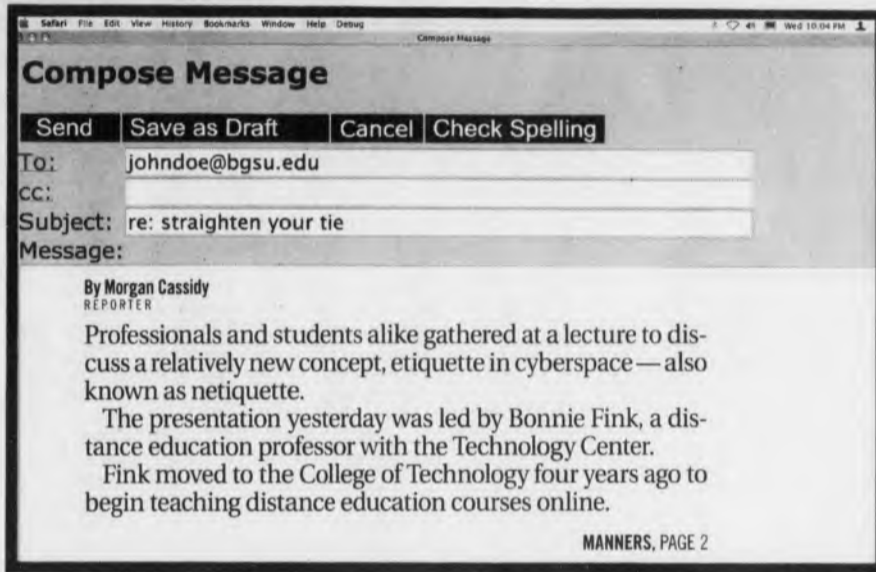 Safari File Edit View History Bookmarks Window Help Debug Wed 10:04 PM
Compose Message
Compose Message
Send Save as Draft Cancel Check Spelling
To: johndoe@bgsu.edu
cc:
Subject: re: straighten your tie
Message:
By Morgan Cassidy
REPORTER
Professionals and students alike gathered at a lecture to dis-
cuss a relatively new concept, etiquette in cyberspace — also
known as netiquette.
The presentation yesterday was led by Bonnie Fink, a dis-
tance education professor with the Technology Center.
Fink moved to the College of Technology four years ago to
begin teaching distance education courses online.
MANNERS, PAGE 2